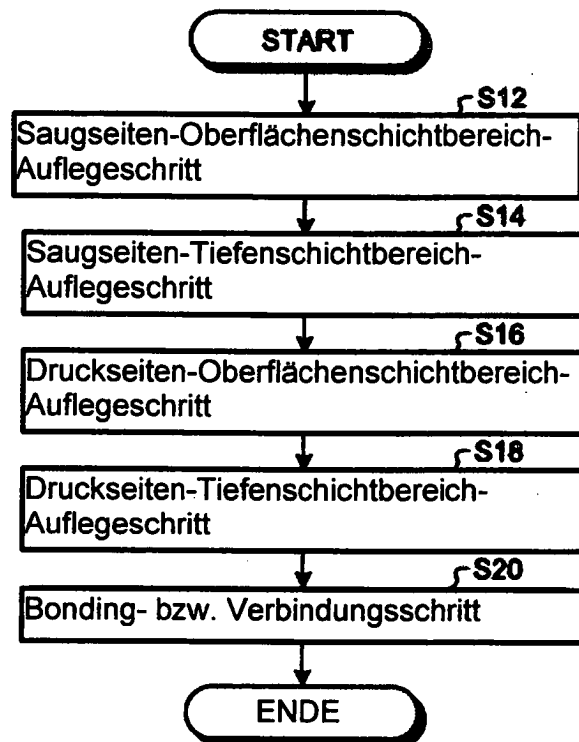 START
S12
Saugseiten-Oberflächenschichtbereich-
Auflegeschritt
S14
Saugseiten-Tiefenschichtbereich-
Auflegeschritt
S16
Druckseiten-Oberflächenschichtbereich-
Auflegeschritt
S18
Druckseiten-Tiefenschichtbereich-
Auflegeschritt
S20
Bonding- bzw. Verbindungsschritt
ENDE